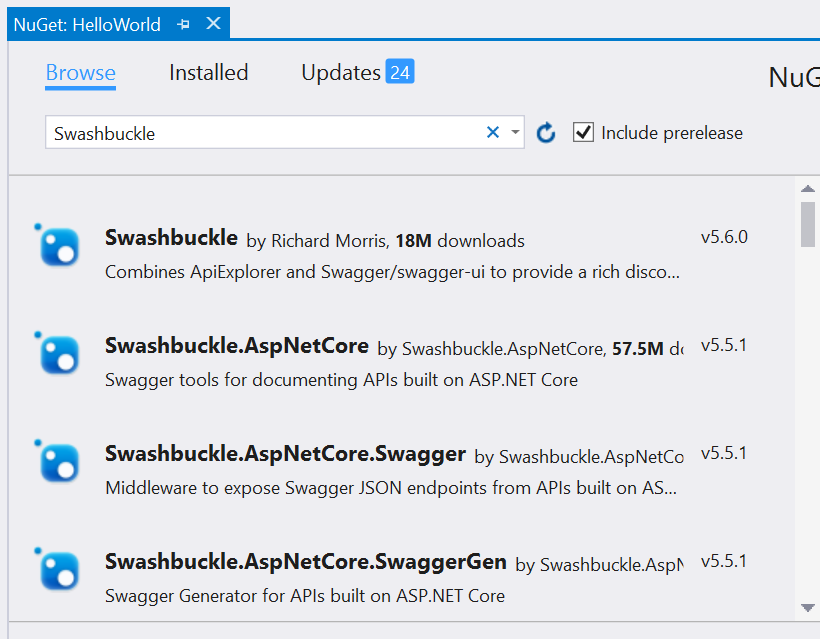 NuGet: HelloWorld
Browse Installed Updates 24
NuG
Swashbuckle
Include prerelease
Swashbuckle by Richard Morris, 18M downloads v5.6.0
Combines ApiExplorer and Swagger/swagger-ui to provide a rich disco...
Swashbuckle.AspNetCore by Swashbuckle.AspNetCore, 57.5M do v5.5.1
Swagger tools for documenting APIs built on ASP.NET Core
Swashbuckle.AspNetCore.Swagger by Swashbuckle.AspNetCo v5.5.1
Middleware to expose Swagger JSON endpoints from APIs built on AS...
Swashbuckle.AspNetCore.SwaggerGen by Swashbuckle.AspN v5.5.1
Swagger Generator for APIs built on ASP.NET Core